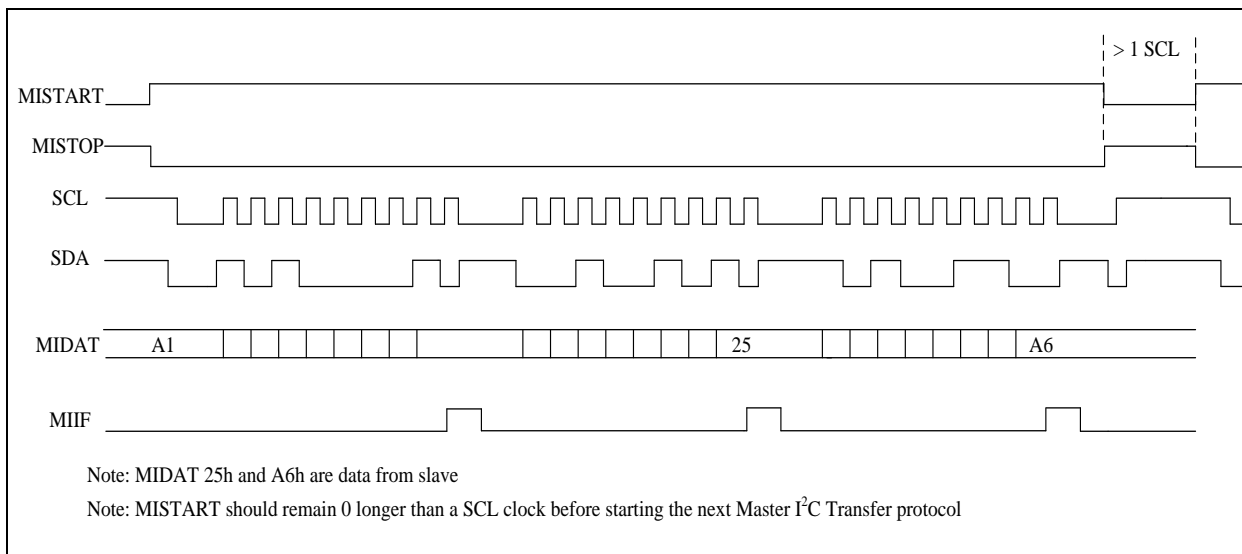 > 1 SCL
MISTART
MISTOP
SCL
SDA
MIDAT A1 25 A6
MIIF
Note: MIDAT 25h and A6h are data from slave
Note: MISTART should remain 0 longer than a SCL clock before starting the next Master I²C Transfer protocol